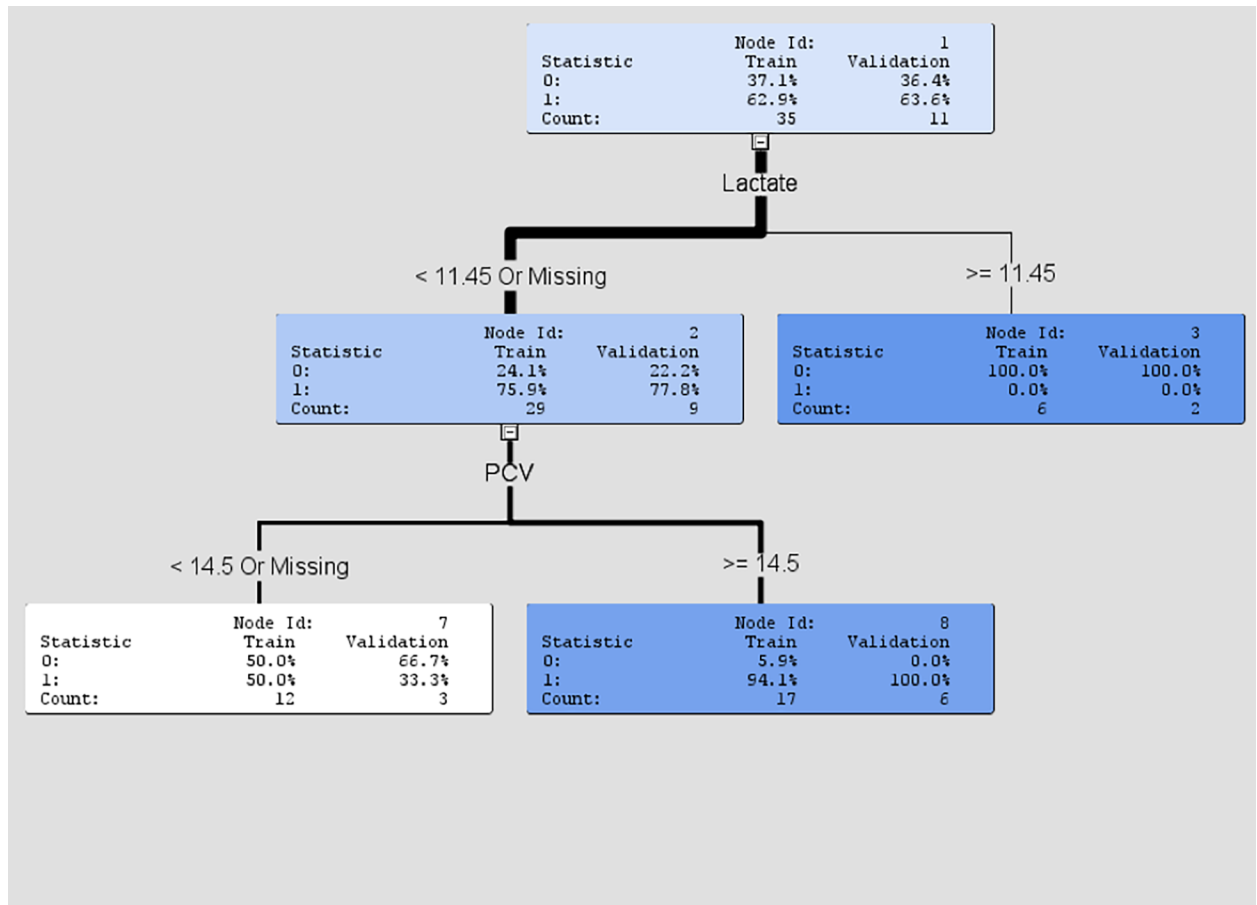 Node Id: 1
Statistic Train Validation
0: 37.1% 36.4%
1: 62.9% 63.6%
Count: 35 11
Lactate
< 11.45 Or Missing
>= 11.45
Node Id: 2
Statistic Train Validation
0: 24.1% 22.2%
1: 75.9% 77.8%
Count: 29 9
Node Id: 3
Statistic Train Validation
0: 100.0% 100.0%
1: 0.0% 0.0%
Count: 6 2
PCV
< 14.5 Or Missing
>= 14.5
Node Id: 7
Statistic Train Validation
0: 50.0% 66.7%
1: 50.0% 33.3%
Count: 12 3
Node Id: 8
Statistic Train Validation
0: 5.9% 0.0%
1: 94.1% 100.0%
Count: 17 6